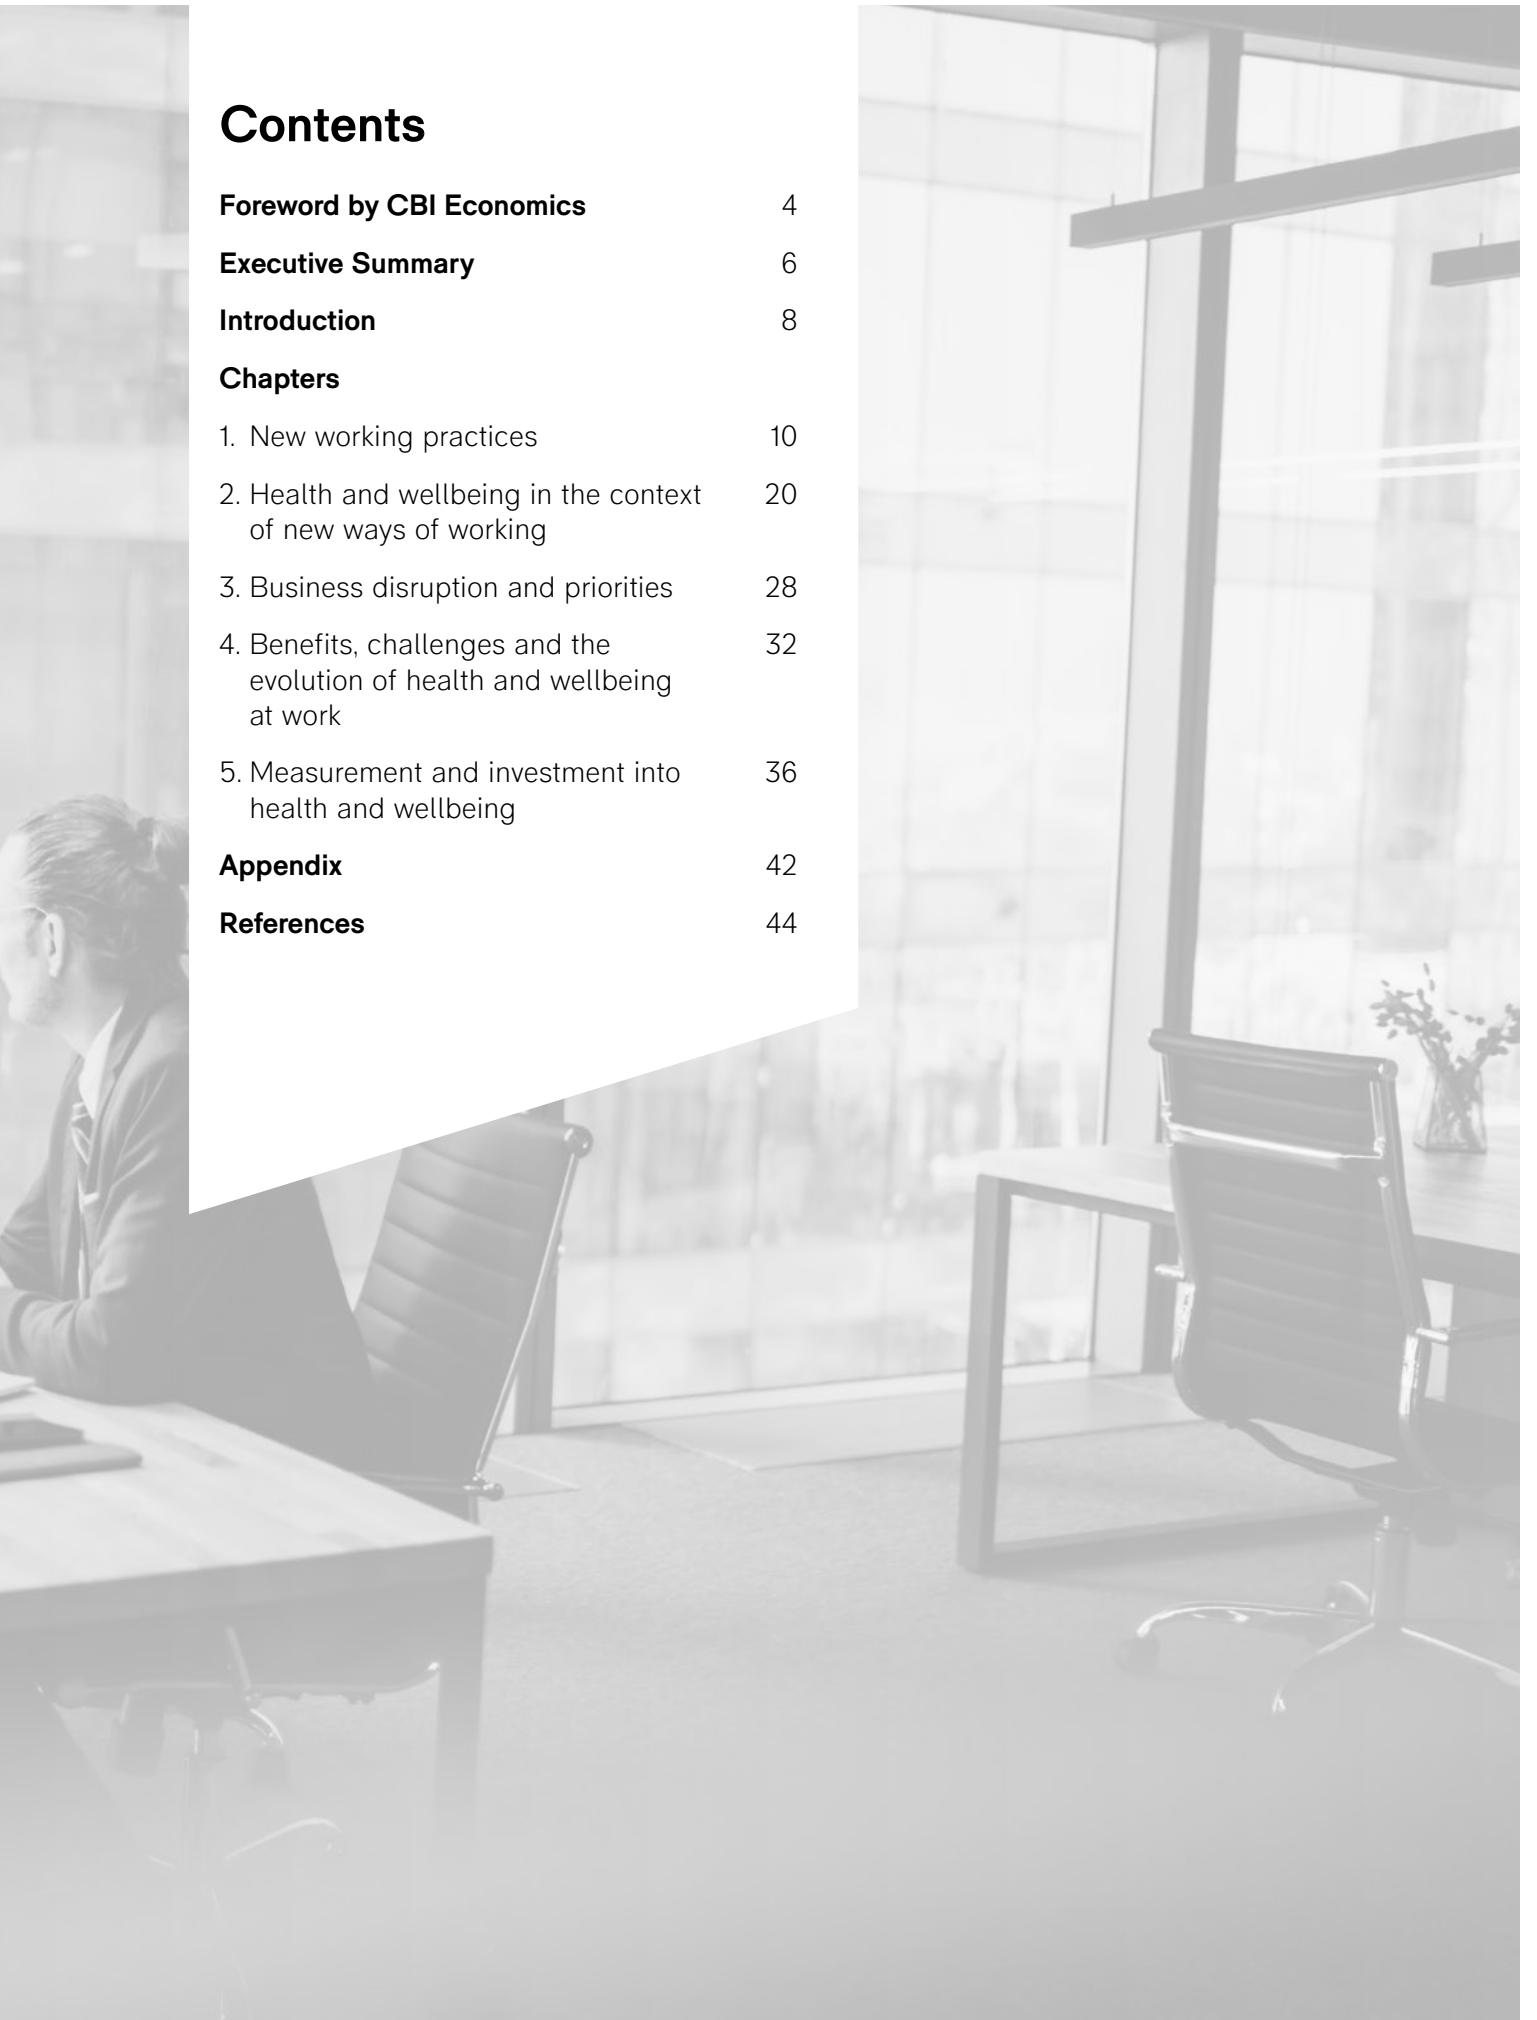 Contents
Foreword by CBI Economics 4
Executive Summary 6
Introduction 8
Chapters
1. New working practices 10
2. Health and wellbeing in the context 20
of new ways of working
3. Business disruption and priorities 28
4. Benefits, challenges and the 32
evolution of health and wellbeing
at work
5. Measurement and investment into 36
health and wellbeing
Appendix 42
References 44